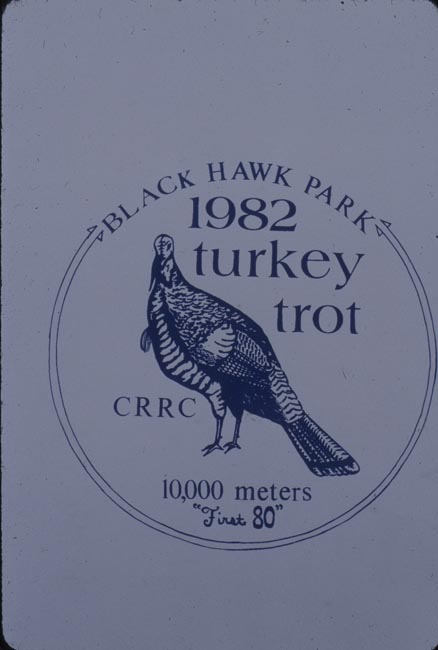 BLACK HAWK PARK
1982
turkey
trot
CRRC
10,000 meters
"First 80"